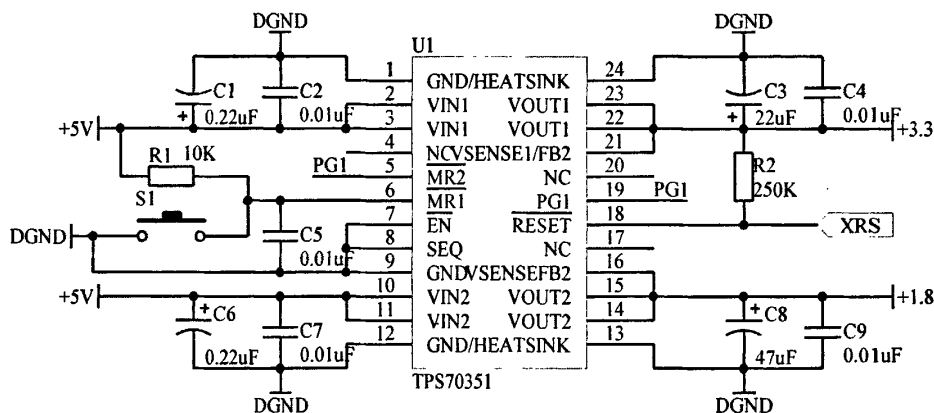 DGND
DGND
U1
1
GND/HEATSINK
24
C1
C2
2
VIN1
VOUT1
23
C3
C4
+
0.22uF
0.01uF
3
VIN1
VOUT1
22
+
22uF
0.01uF
+5V
+3.3
4
NCVSENSE1/FB2
21
R1
10K
PG1
5
MR2
NC
20
R2
250K
S1
6
MR1
PG1
19
PG1
7
EN
RESET
18
XRS
DGND
C5
0.01uF
8
SEQ
NC
17
9
GNDVSENSEFB2
16
+5V
10
VIN2
VOUT2
15
+1.8
+
C6
C7
11
VIN2
VOUT2
14
+
C8
C9
12
GND/HEATSINK
13
0.22uF
0.01uF
47uF
0.01uF
TPS70351
DGND
DGND